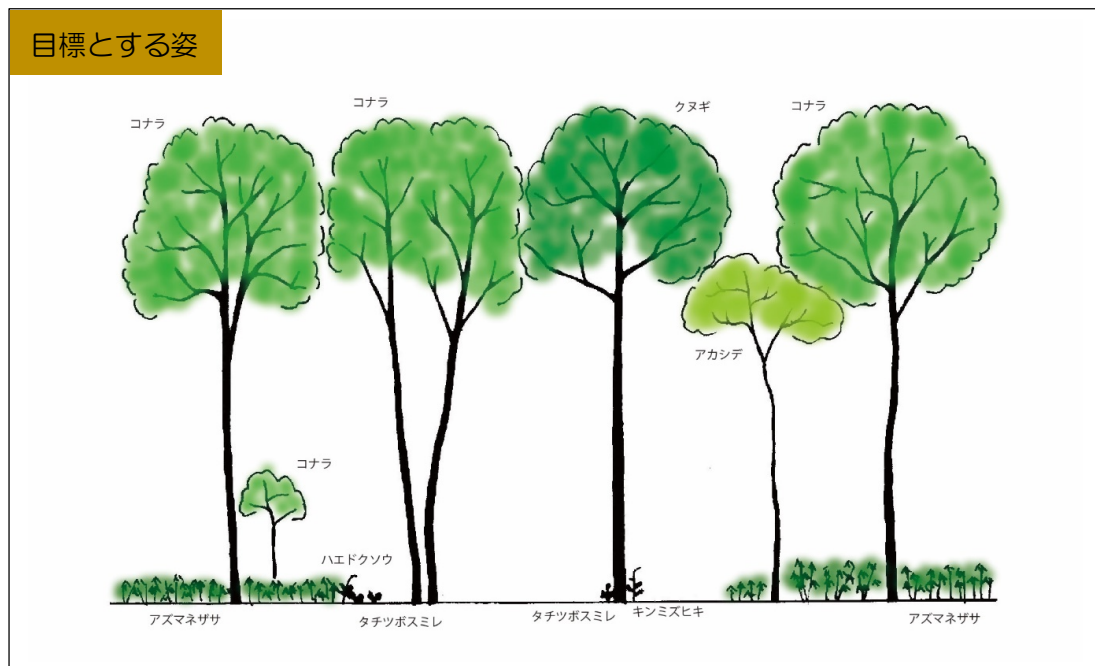 目標とする姿
コナラ
コナラ
クヌギ
コナラ
アカシデ
コナラ
ハエドクソウ
アズマネザサ
タチツボスミレ
タチツボスミレ
キンミズヒキ
アズマネザサ